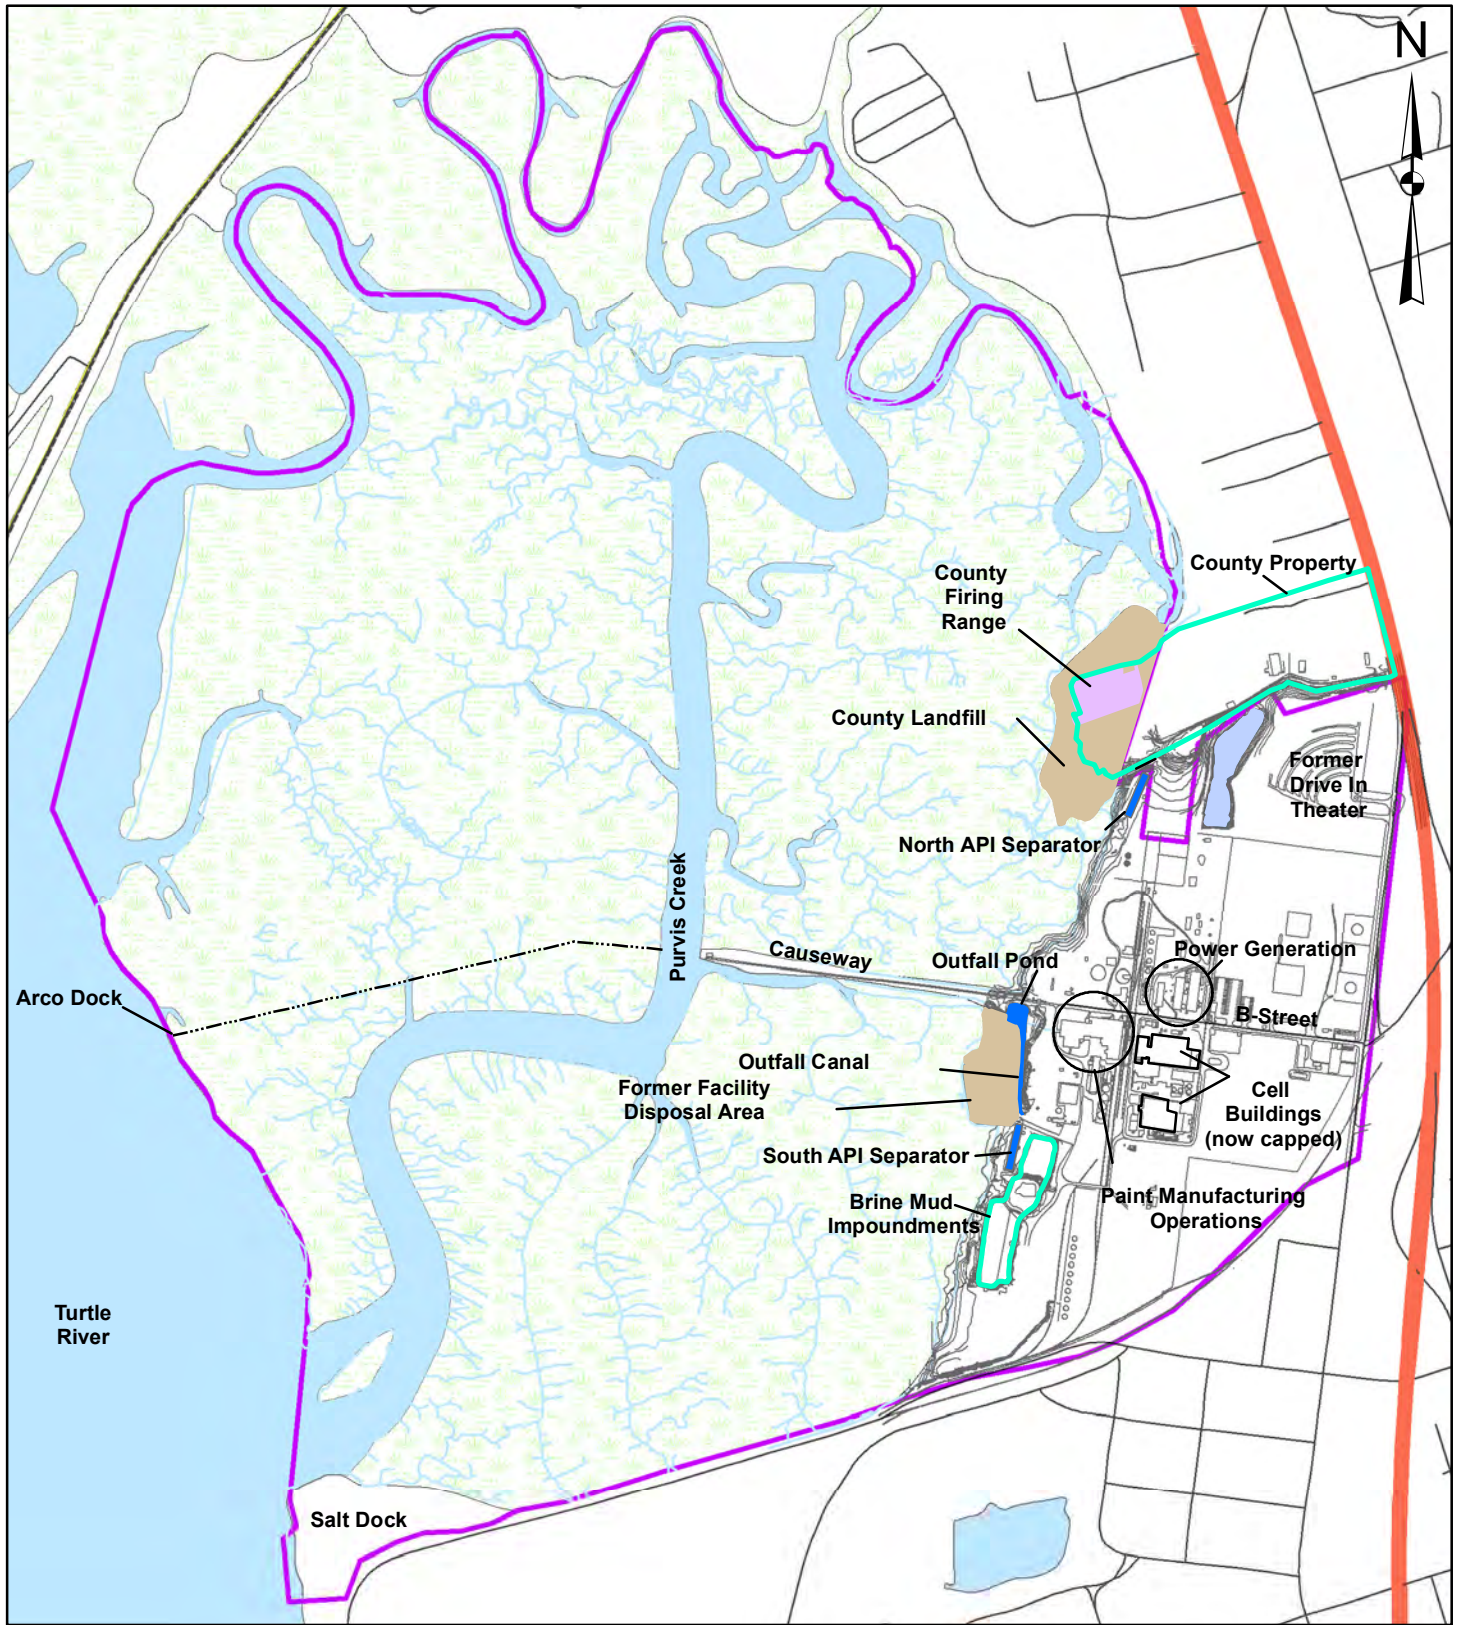 N
County Property
County
Firing
Range
County Landfill
Former
Drive In
Theater
North API Separator
Purvis Creek
Causeway
Outfall Pond
Power Generation
Arco Dock
B-Street
Outfall Canal
Former Facility
Disposal Area
Cell
Buildings
(now capped)
South API Separator
Brine Mud
Impoundments
Paint Manufacturing
Operations
Turtle
River
Salt Dock